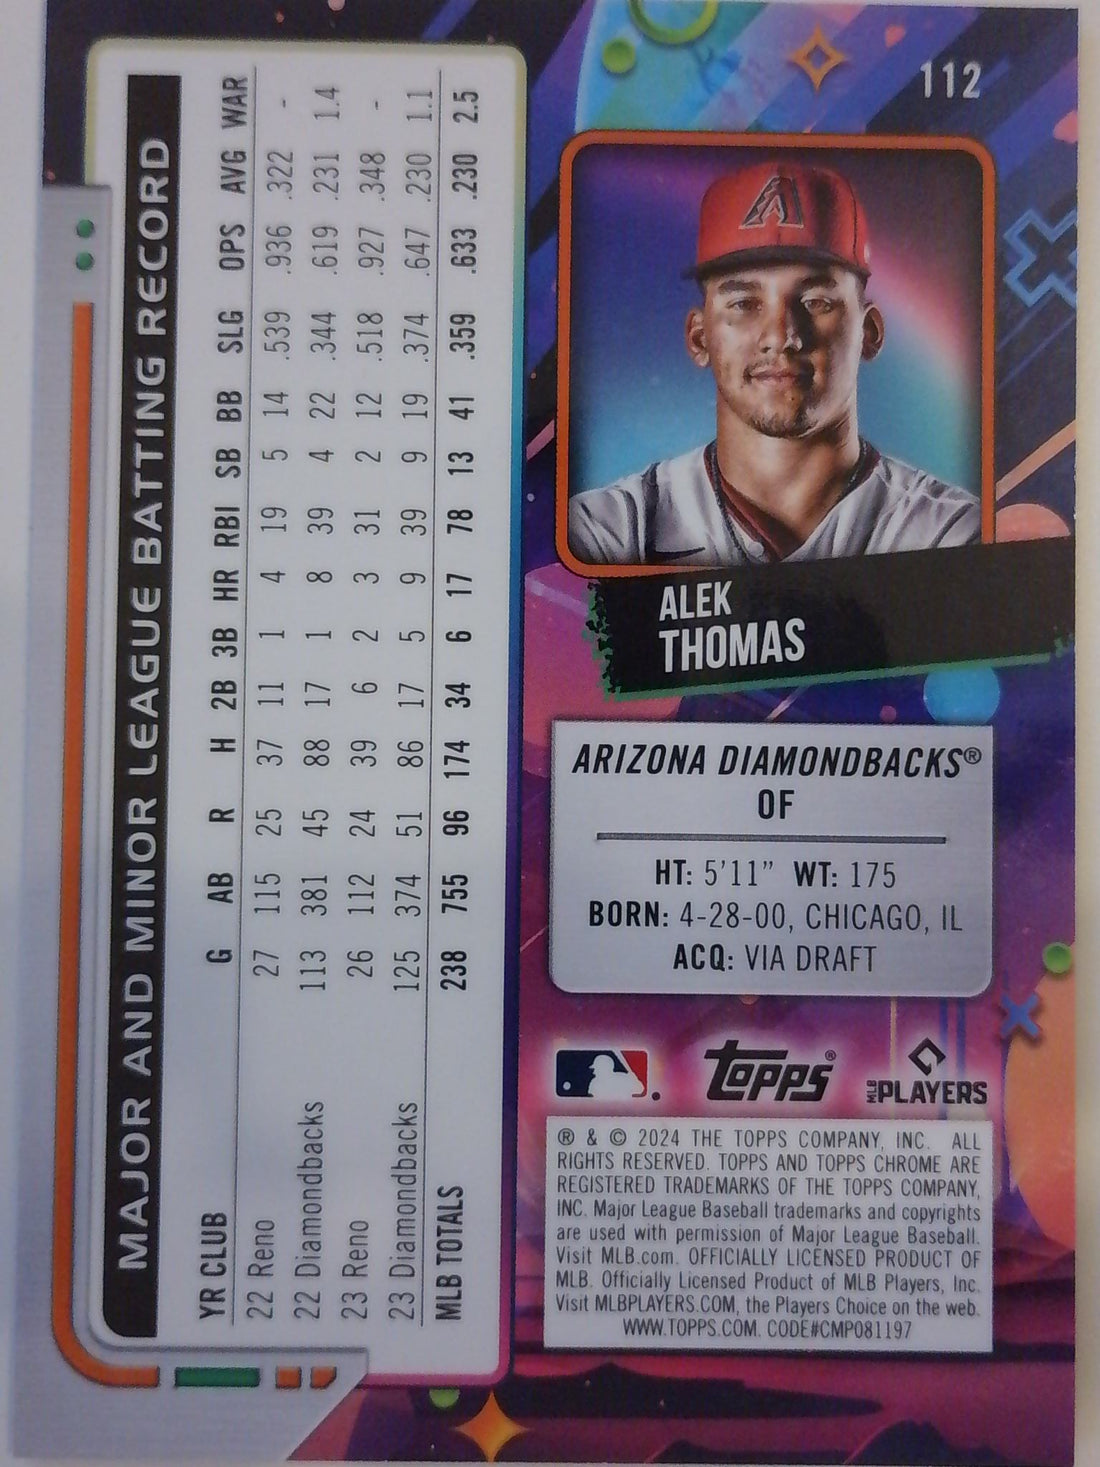 112
ALEK
THOMAS
ARIZONA DIAMONDBACKS®
OF
HT: 5'11" WT: 175
BORN: 4-28-00, CHICAGO, IL
ACQ: VIA DRAFT
Topps®
MLB PLAYERS
® & © 2024 THE TOPPS COMPANY, INC. ALL
RIGHTS RESERVED. TOPPS AND TOPPS CHROME ARE
REGISTERED TRADEMARKS OF THE TOPPS COMPANY,
INC. Major League Baseball trademarks and copyrights
are used with permission of Major League Baseball.
Visit MLB.com. OFFICIALLY LICENSED PRODUCT OF
MLB. Officially Licensed Product of MLB Players, Inc.
Visit MLBPLAYERS.COM, the Players Choice on the web.
WWW.TOPPS.COM. CODE#CMP081197
MAJOR AND MINOR LEAGUE BATTING RECORD
YR CLUB G AB R H 2B 3B HR RBI SB BB SLG OPS AVG WAR
22 Reno 27 115 25 37 11 1 4 19 5 14 .539 .936 .322 -
22 Diamondbacks 113 381 45 88 17 1 8 39 4 22 .344 .619 .231 1.4
23 Reno 26 112 24 39 6 2 3 31 2 12 .518 .927 .348 -
23 Diamondbacks 125 374 51 86 17 5 9 39 9 19 .374 .647 .230 1.1
MLB TOTALS 238 755 96 174 34 6 17 78 13 41 .359 .633 .230 2.5